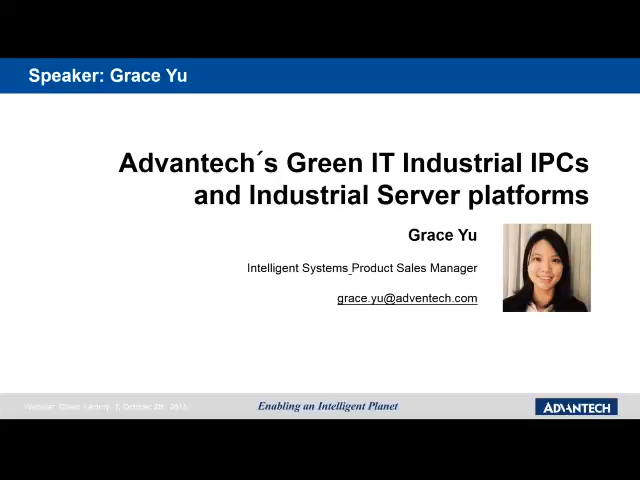 Speaker: Grace Yu
Advantech´s Green IT Industrial IPCs
and Industrial Server platforms
Grace Yu
Intelligent Systems Product Sales Manager
grace.yu@adventech.com
Enabling an Intelligent Planet
ADVANTECH